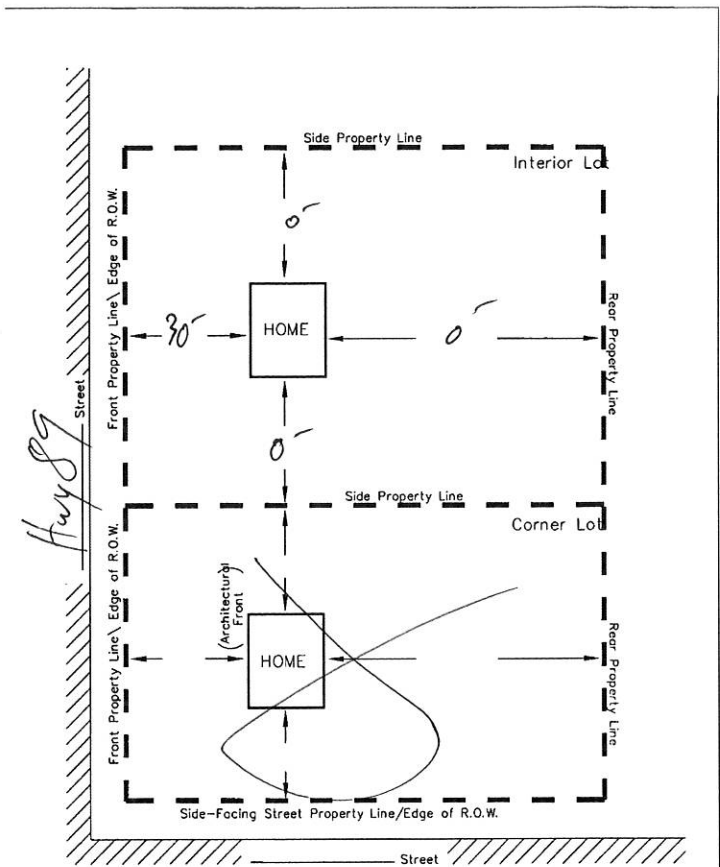 Side Property Line
Interior Lot
Front Property Line\ Edge of R.O.W.
0-
30-
HOME
0-
Rear Property Line
0-
Hwy 89 Street
Side Property Line
Corner Lot
Front Property Line\ Edge of R.O.W.
(Architectural Front)
HOME
Rear Property Line
Side-Facing Street Property Line/Edge of R.O.W.
Street